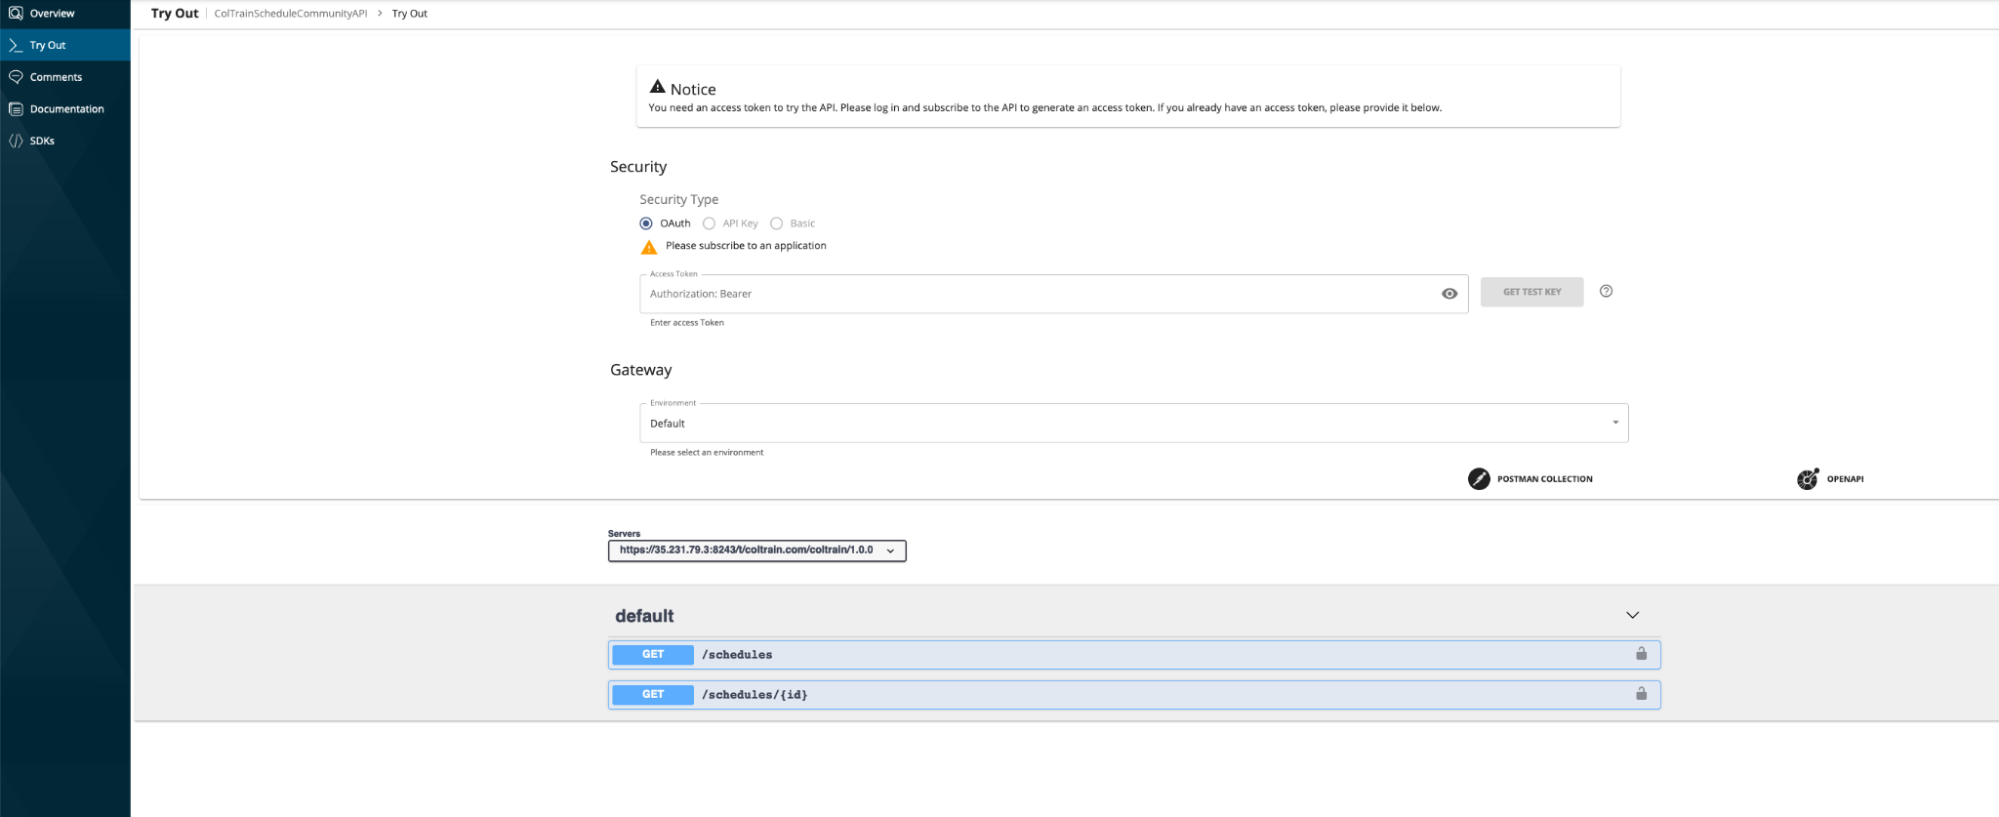 Overview
Try Out
Comments
Documentation
SDKs
Try Out ColTrainScheduleCommunityAPI > Try Out
Notice
You need an access token to try the API. Please log in and subscribe to the API to generate an access token. If you already have an access token, please provide it below.
Security
Security Type
OAuth API Key Basic
Please subscribe to an application
Access Token
Authorization: Bearer
GET TEST KEY
Enter access Token
Gateway
Environment
Default
Please select an environment
POSTMAN COLLECTION
OPENAPI
Servers
https://35.231.79.3:8243/t/coltrain.com/coltrain/1.0.0
default
GET /schedules
GET /schedules/{id}